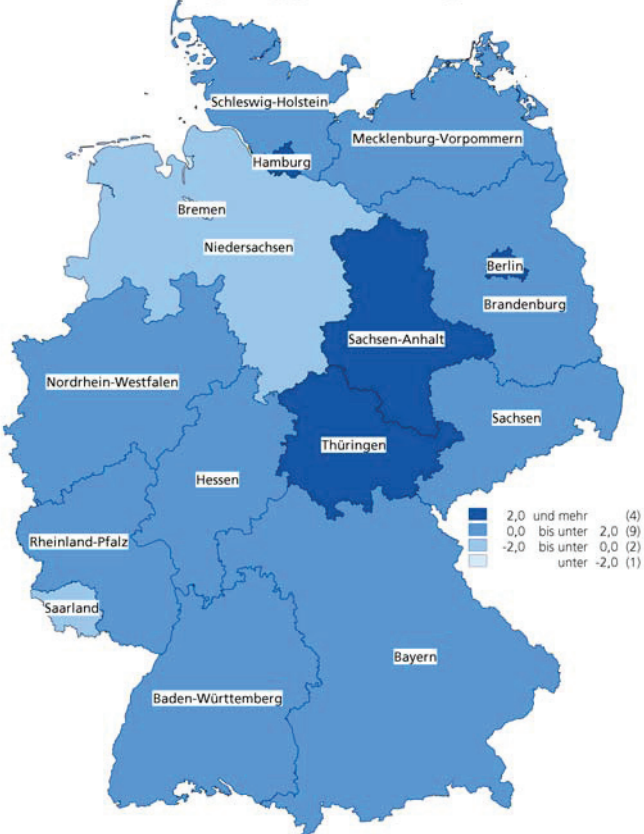 Schleswig-Holstein
Mecklenburg-Vorpommern
Hamburg
Bremen
Niedersachsen
Berlin
Brandenburg
Sachsen-Anhalt
Nordrhein-Westfalen
Sachsen
Thüringen
Hessen
2,0 und mehr (4)
0,0 bis unter 2,0 (9)
-2,0 bis unter 0,0 (2)
unter -2,0 (1)
Rheinland-Pfalz
Saarland
Bayern
Baden-Württemberg